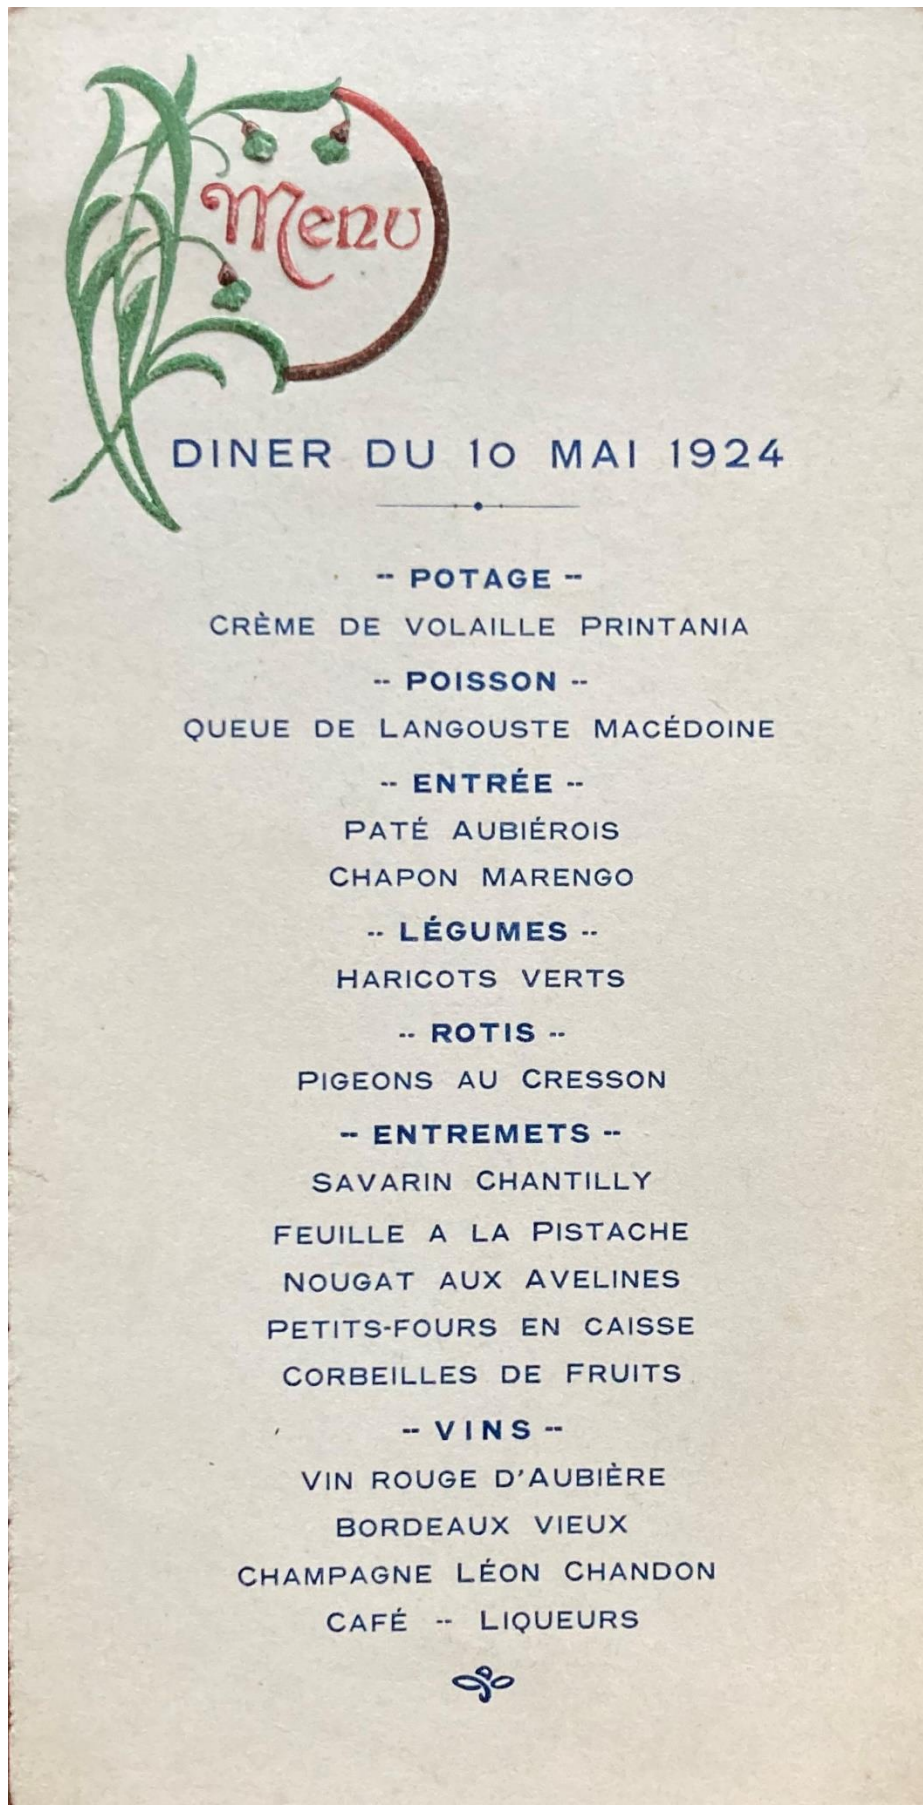 Menu
DINER DU 10 MAI 1924
-- POTAGE --
CRÈME DE VOLAILLE PRINTANIA
-- POISSON --
QUEUE DE LANGOUSTE MACÉDOINE
-- ENTRÉE --
PATÉ AUBIÉROIS
CHAPON MARENGO
-- LÉGUMES --
HARICOTS VERTS
-- ROTIS --
PIGEONS AU CRESSON
-- ENTREMETS --
SAVARIN CHANTILLY
FEUILLE A LA PISTACHE
NOUGAT AUX AVELINES
PETITS-FOURS EN CAISSE
CORBEILLES DE FRUITS
-- VINS --
VIN ROUGE D'AUBIÈRE
BORDEAUX VIEUX
CHAMPAGNE LÉON CHANDON
CAFÉ -- LIQUEURS